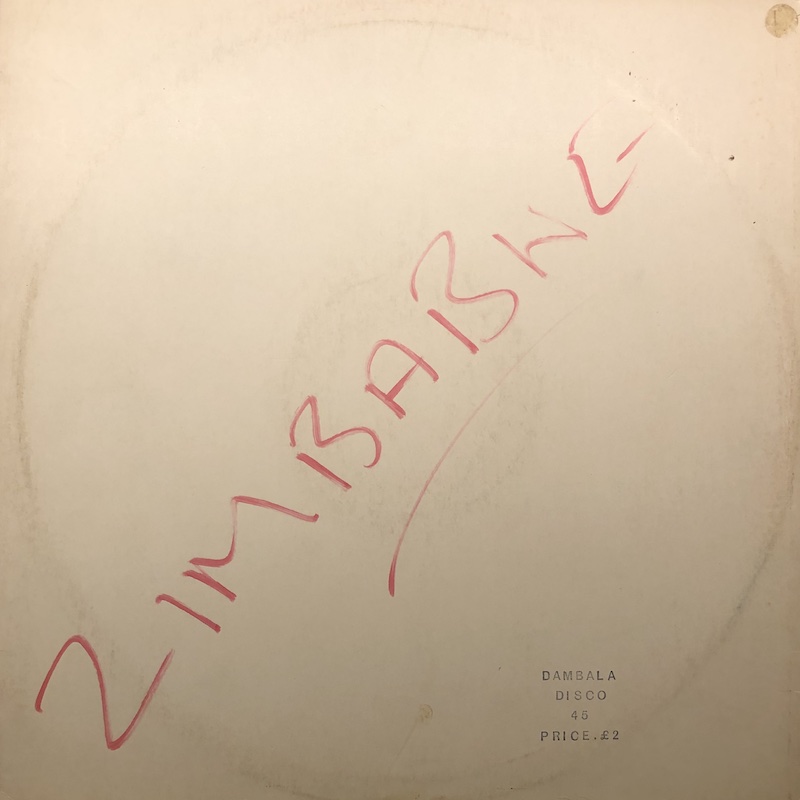 ZIMBABWE
DAMBALA
DISCO
45
PRICE.£2